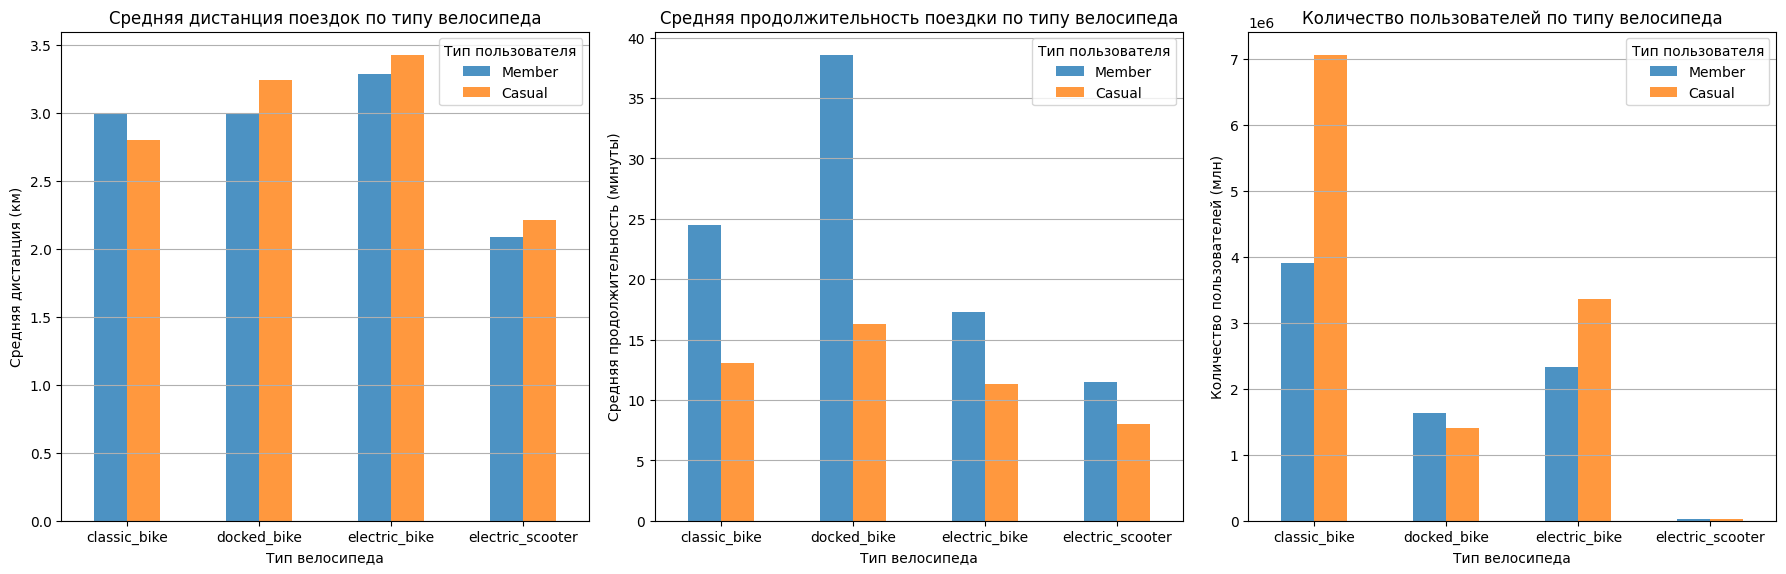 Средняя дистанция поездок по типу велосипеда
Средняя дистанция (км)
3.5
3.0
2.5
2.0
1.5
1.0
0.5
0.0
Тип пользователя
Member
Casual
classic_bike
docked_bike
electric_bike
electric_scooter
Тип велосипеда
Средняя продолжительность поездки по типу велосипеда
Средняя продолжительность (минуты)
40
35
30
25
20
15
10
5
0
Тип пользователя
Member
Casual
classic_bike
docked_bike
electric_bike
electric_scooter
Тип велосипеда
Количество пользователей по типу велосипеда
1e6
Количество пользователей (млн)
7
6
5
4
3
2
1
0
Тип пользователя
Member
Casual
classic_bike
docked_bike
electric_bike
electric_scooter
Тип велосипеда